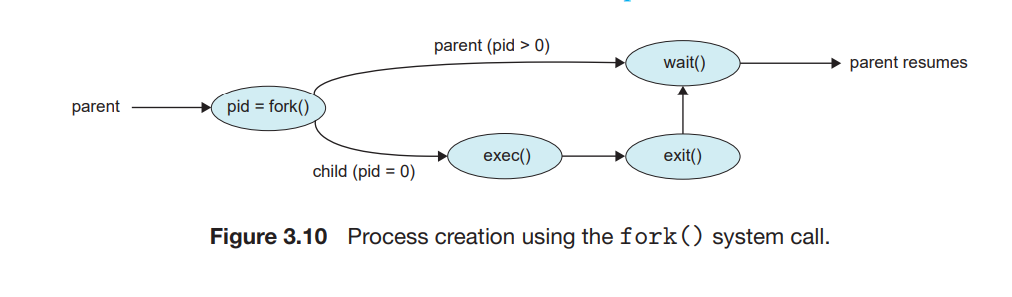 parent (pid > 0)
parent
pid = fork()
wait()
parent resumes
child (pid = 0)
exec()
exit()
Figure 3.10 Process creation using the fork() system call.